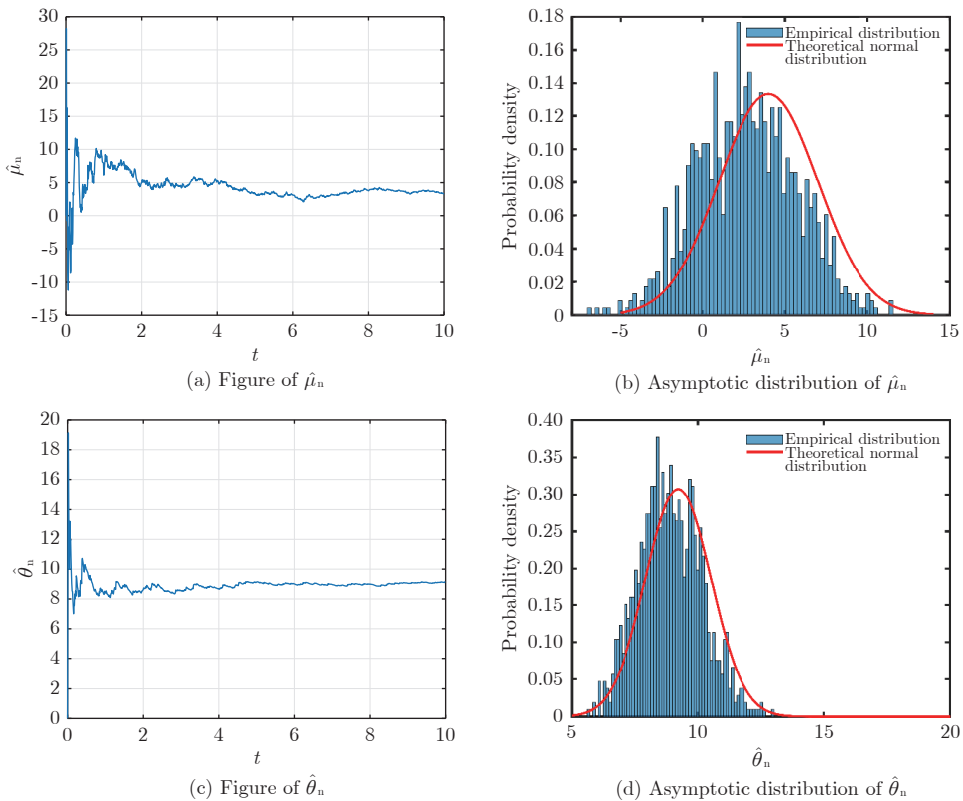 30
25
20
15
10
5
0
-5
-10
-15
μ̂ₙ
0 2 4 6 8 10
t
(a) Figure of μ̂ₙ
0.18
0.16
0.14
0.12
0.10
0.08
0.06
0.04
0.02
0
Probability density
Empirical distribution
Theoretical normal
distribution
-5 0 5 10 15
μ̂ₙ
(b) Asymptotic distribution of μ̂ₙ
20
18
16
14
12
10
8
6
4
2
0
θ̂ₙ
0 2 4 6 8 10
t
(c) Figure of θ̂ₙ
0.40
0.35
0.30
0.25
0.20
0.15
0.10
0.05
0
Probability density
Empirical distribution
Theoretical normal
distribution
5 10 15 20
θ̂ₙ
(d) Asymptotic distribution of θ̂ₙ